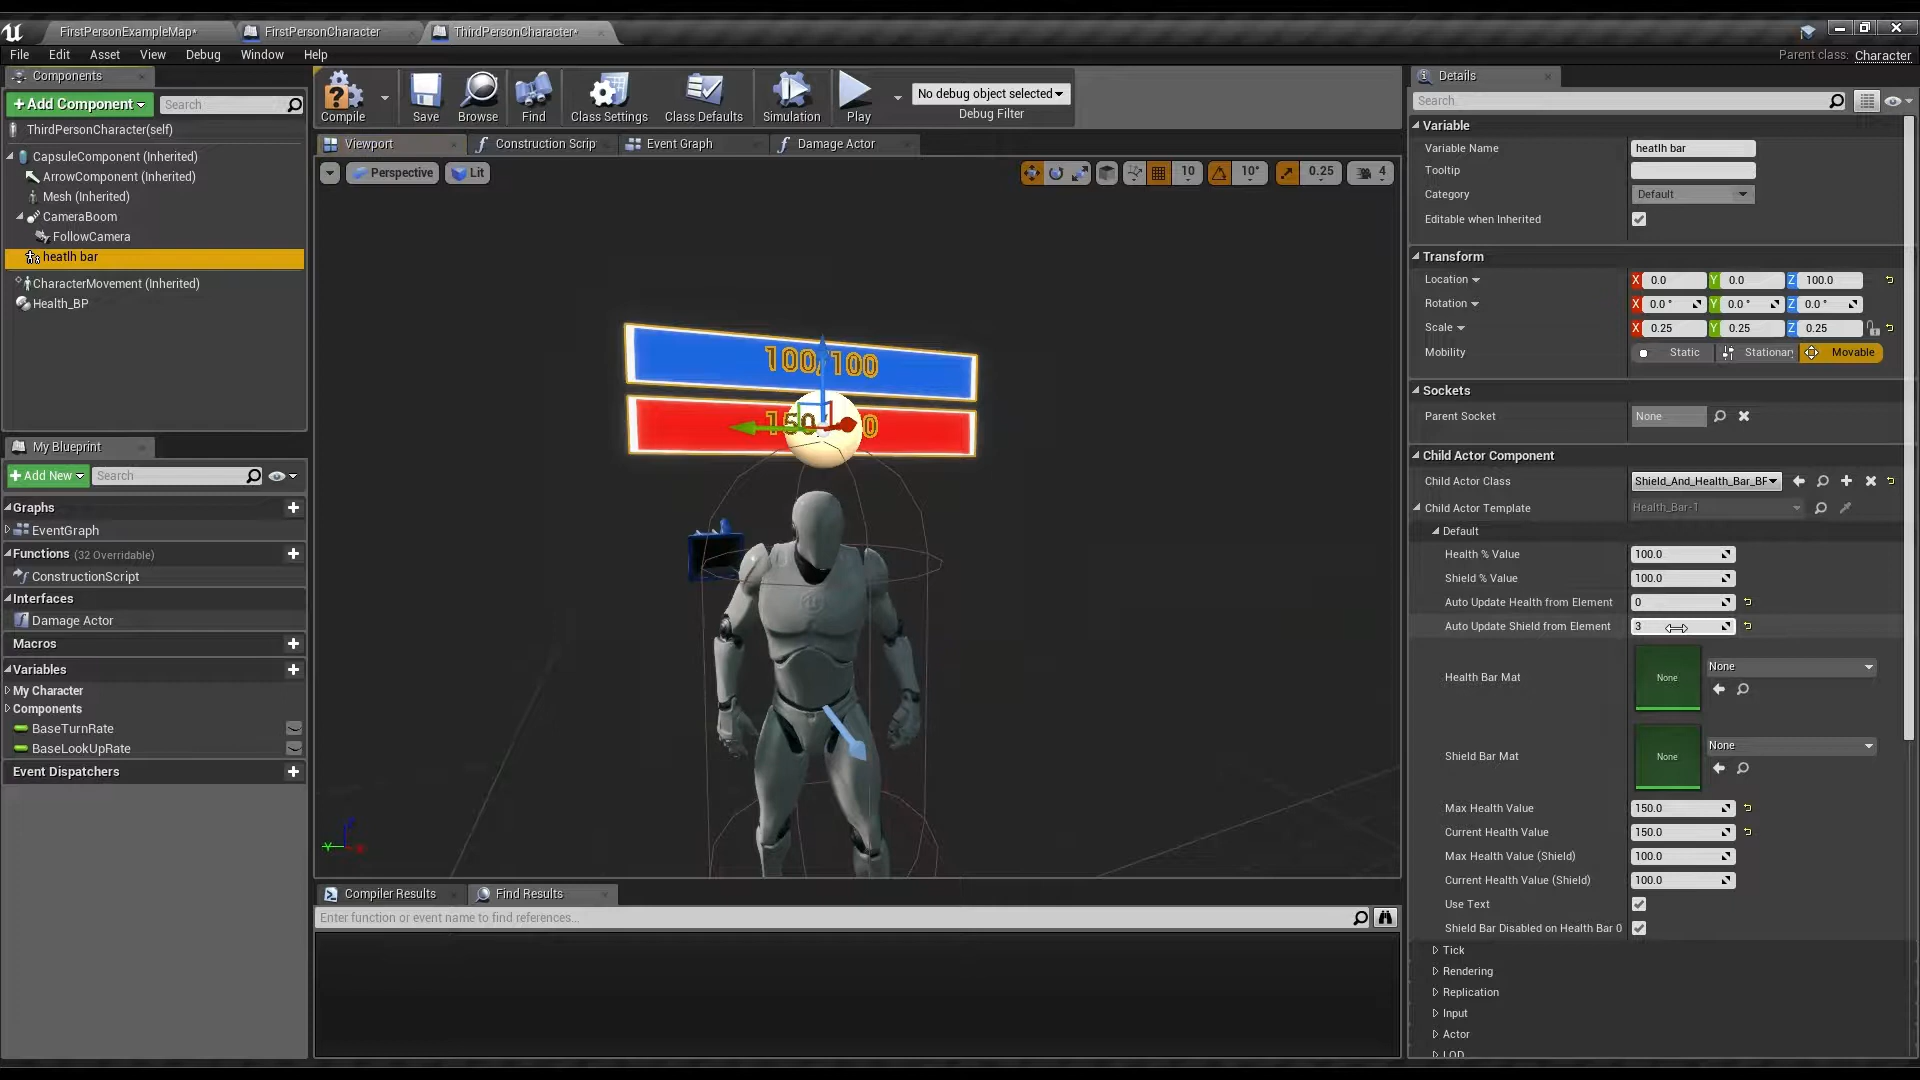 FirstPersonExampleMap*
FirstPersonCharacter
ThirdPersonCharacter*
File Edit Asset View Debug Window Help
Parent class: Character
Components
+Add Component
Search
ThirdPersonCharacter(self)
CapsuleComponent (Inherited)
ArrowComponent (Inherited)
Mesh (Inherited)
CameraBoom
FollowCamera
heatlh bar
CharacterMovement (Inherited)
Health_BP
My Blueprint
+Add New
Search
Graphs
EventGraph
Functions (32 Overridable)
ConstructionScript
Interfaces
Damage Actor
Macros
Variables
My Character
Components
BaseTurnRate
BaseLookUpRate
Event Dispatchers
Compile
Save
Browse
Find
Class Settings
Class Defaults
Simulation
Play
No debug object selected
Debug Filter
Viewport
Construction Scrip
Event Graph
Damage Actor
Perspective
Lit
10
10°
0.25
4
100/100
Compiler Results
Find Results
Enter function or event name to find references...
Details
Search
Variable
Variable Name heatlh bar
Tooltip
Category Default
Editable when Inherited
Transform
Location X 0.0 Y 0.0 Z 100.0
Rotation X 0.0 ° Y 0.0 ° Z 0.0 °
Scale X 0.25 Y 0.25 Z 0.25
Mobility Static Stationary Movable
Sockets
Parent Socket None
Child Actor Component
Child Actor Class Shield_And_Health_Bar_BF
Child Actor Template Health_Bar-1
Default
Health % Value 100.0
Shield % Value 100.0
Auto Update Health from Element 0
Auto Update Shield from Element 3
Health Bar Mat None None
Shield Bar Mat None None
Max Health Value 150.0
Current Health Value 150.0
Max Health Value (Shield) 100.0
Current Health Value (Shield) 100.0
Use Text
Shield Bar Disabled on Health Bar 0
Tick
Rendering
Replication
Input
Actor
LOD